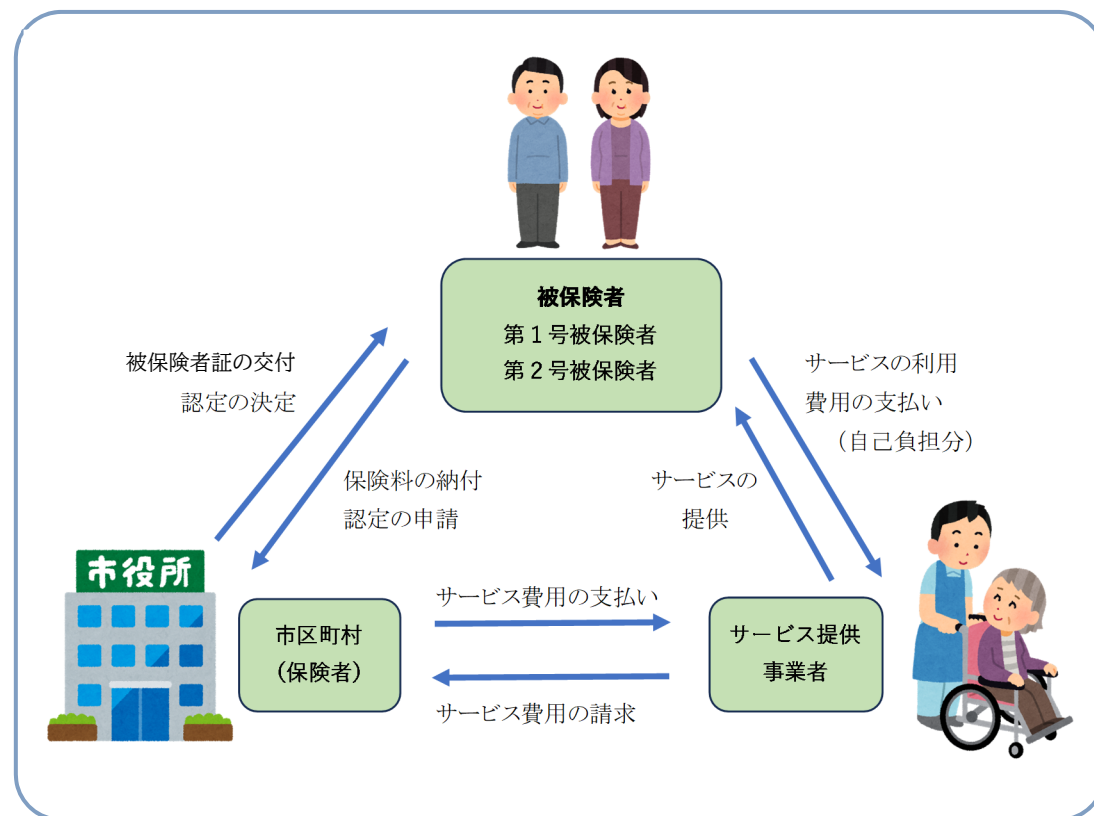 被保険者
第１号被保険者
第２号被保険者
被保険者証の交付
認定の決定
サービスの利用
費用の支払い
（自己負担分）
保険料の納付
認定の申請
サービスの
提供
市役所
サービス費用の支払い
市区町村
（保険者）
サービス提供
事業者
サービス費用の請求